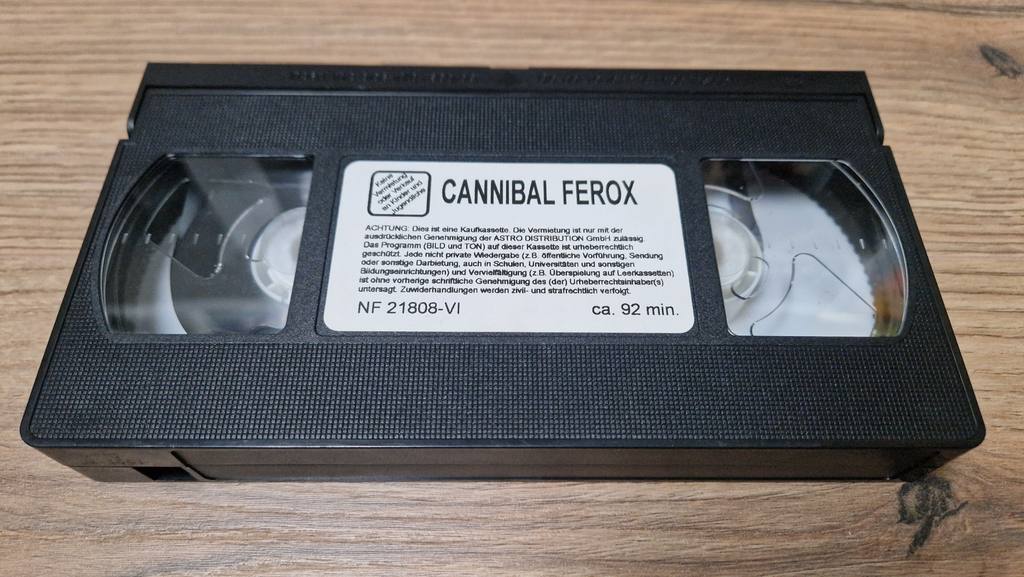 Keine
Vermietung
oder Verkauf
an Kinder und
Jugendliche
CANNIBAL FEROX
ACHTUNG: Dies ist eine Kaufkassette. Die Vermietung ist nur mit der
ausdrücklichen Genehmigung der ASTRO DISTRIBUTION GmbH zulässig.
Das Programm (BILD und TON) auf dieser Kassette ist urheberrechtlich
geschützt. Jede nicht private Wiedergabe (z.B. öffentliche Vorführung, Sendung
oder sonstige Darbietung, auch in Schulen, Universitäten und sonstigen
Bildungseinrichtungen) und Vervielfältigung (z.B. Überspielung auf Leerkassetten)
ist ohne vorherige schriftliche Genehmigung des (der) Urheberrechtsinhaber(s)
untersagt. Zuwiderhandlungen werden zivil- und strafrechtlich verfolgt.
NF 21808-VI
ca. 92 min.